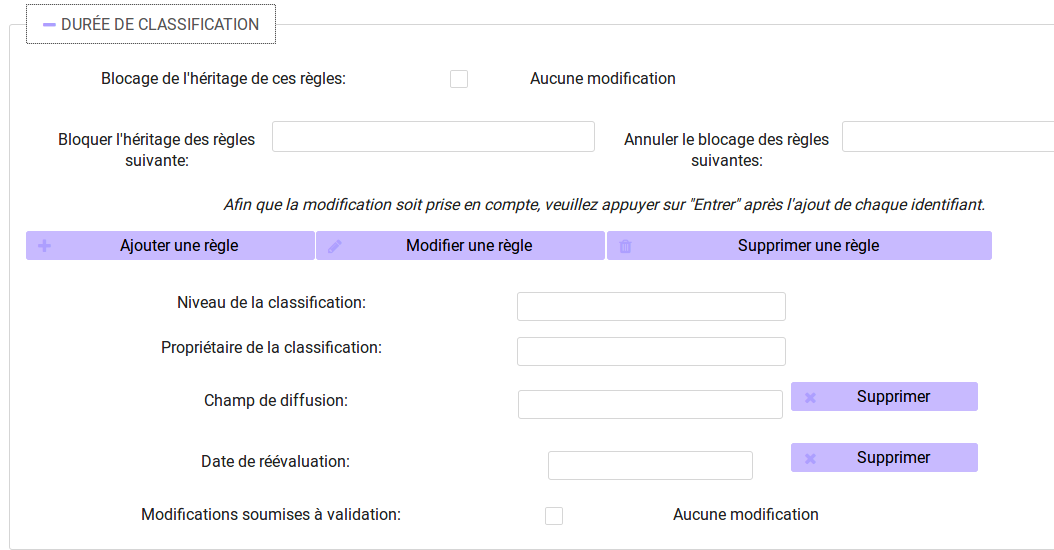 DURÉE DE CLASSIFICATION
Blocage de l'héritage de ces règles:
Aucune modification
Bloquer l'héritage des règles
suivante:
Annuler le blocage des règles
suivantes:
Afin que la modification soit prise en compte, veuillez appuyer sur "Entrer" après l'ajout de chaque identifiant.
Ajouter une règle
Modifier une règle
Supprimer une règle
Niveau de la classification:
Propriétaire de la classification:
Champ de diffusion:
Supprimer
Date de réévaluation:
Supprimer
Modifications soumises à validation:
Aucune modification